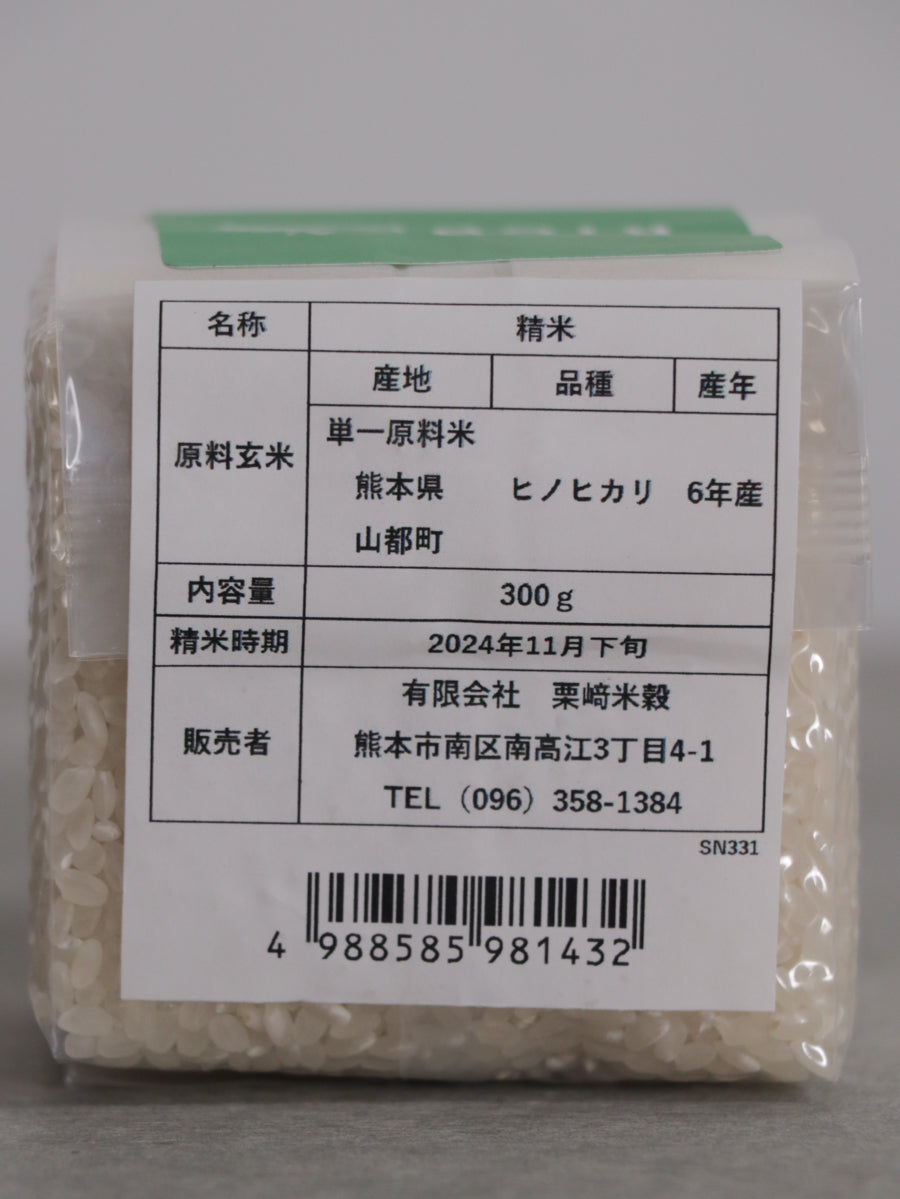 名称 精米
原料玄米 産地 品種 産年
単一原料米
熊本県 ヒノヒカリ 6年産
山都町
内容量 300g
精米時期 2024年11月下旬
販売者 有限会社 栗﨑米穀
熊本市南区南高江3丁目4-1
TEL（096）358-1384
SN331
4 988585 981432